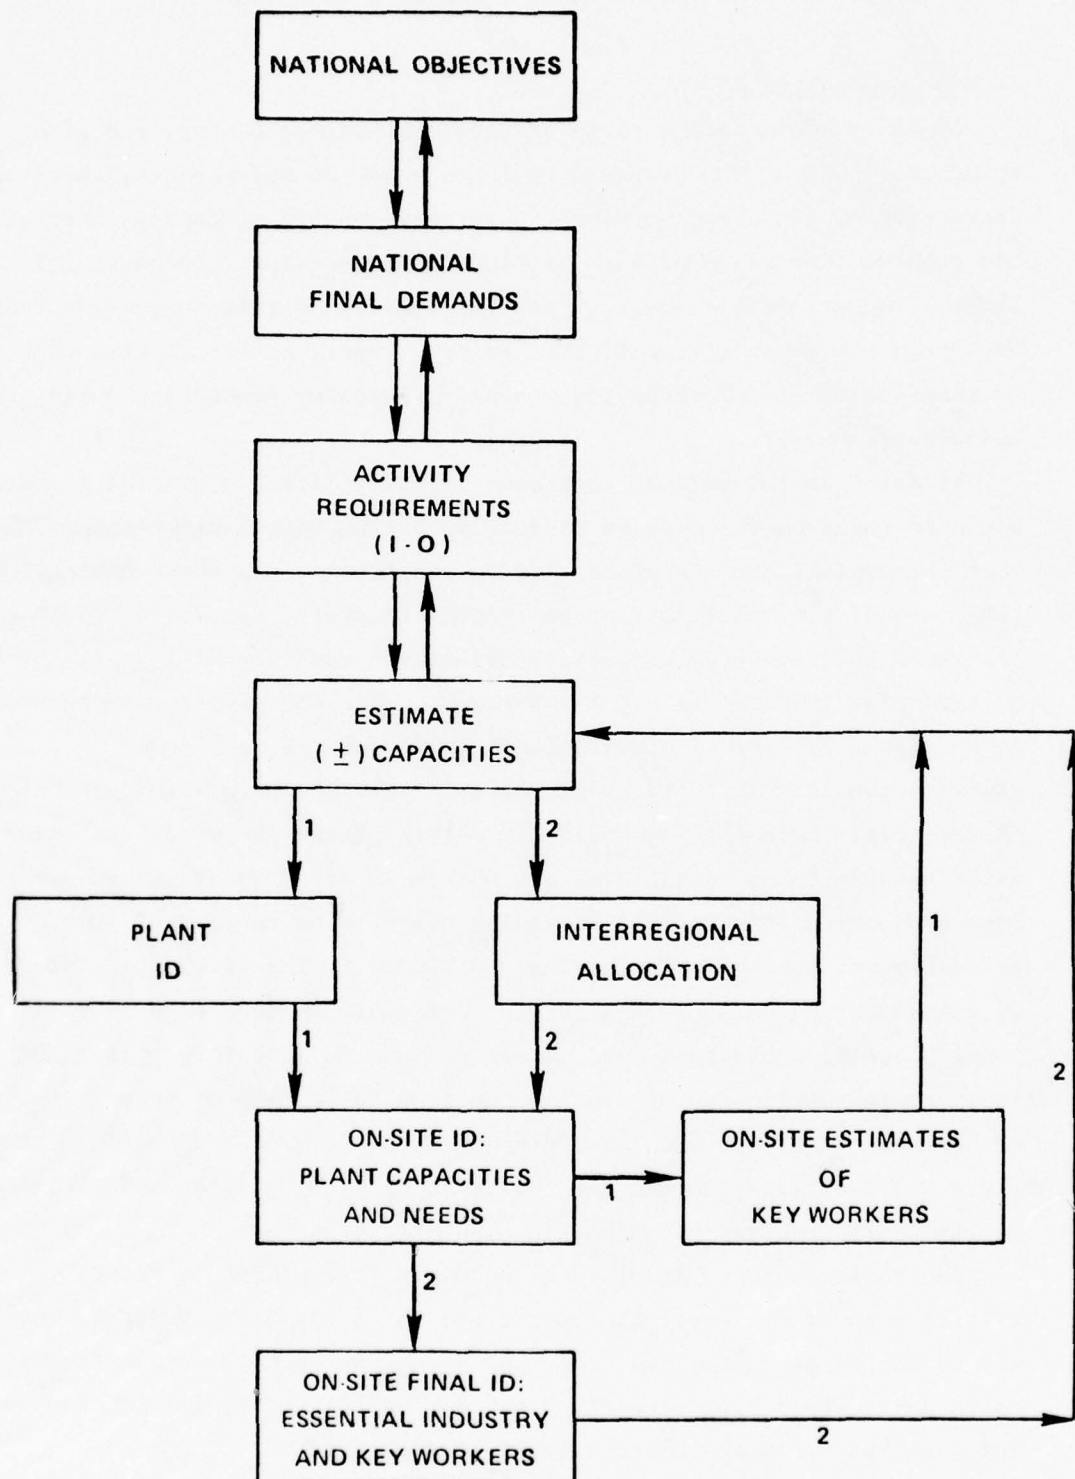 NATIONAL OBJECTIVES
NATIONAL
FINAL DEMANDS
ACTIVITY
REQUIREMENTS
(I-O)
ESTIMATE
(±) CAPACITIES
1
2
PLANT
ID
INTERREGIONAL
ALLOCATION
1
2
1
2
ON-SITE ID:
PLANT CAPACITIES
AND NEEDS
1
ON-SITE ESTIMATES
OF
KEY WORKERS
2
ON-SITE FINAL ID:
ESSENTIAL INDUSTRY
AND KEY WORKERS
2